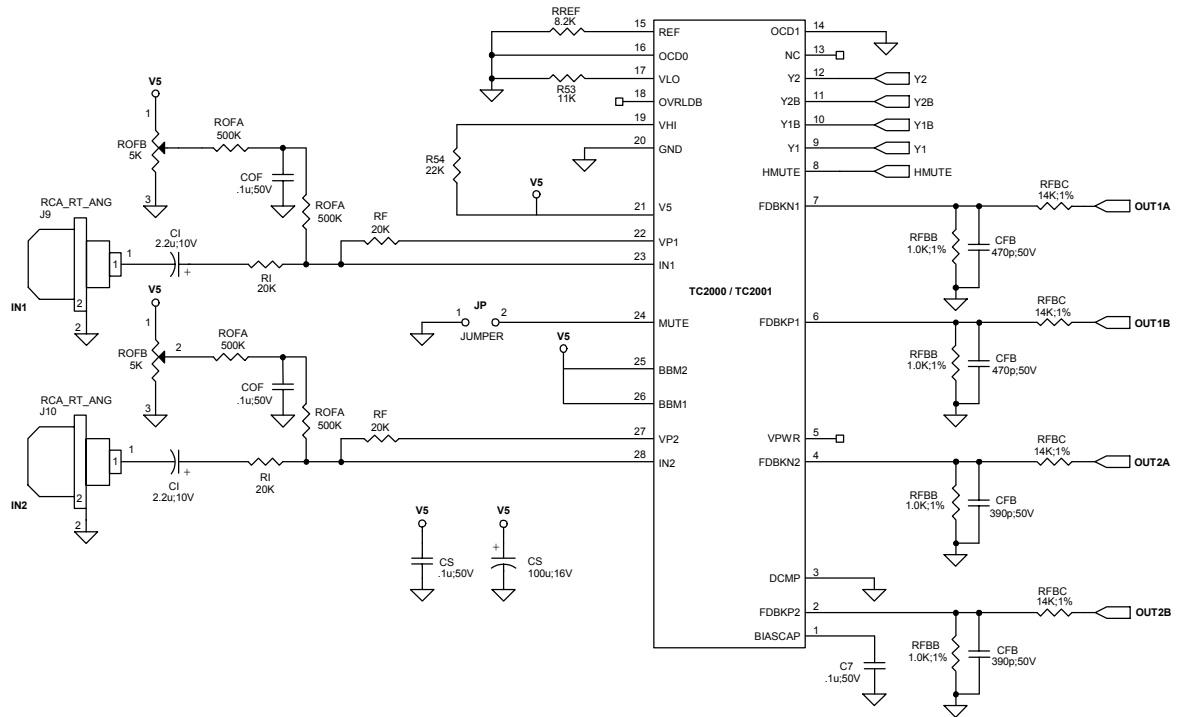 RREF
8.2K
15
REF
16
OCD0
17
VLO
R53
11K
18
OVRLDB
19
VHI
20
GND
R54
22K
V5
21
V5
22
VP1
23
IN1
TC2000 / TC2001
24
MUTE
25
BBM2
26
BBM1
27
VP2
28
IN2
OCD1
14
NC
13
Y2
12
Y2
Y2B
11
Y2B
Y1B
10
Y1B
Y1
9
Y1
HMUTE
8
HMUTE
FDBKN1
7
RFBC
14K;1%
OUT1A
RFBB
1.0K;1%
CFB
470p;50V
FDBKP1
6
RFBC
14K;1%
OUT1B
RFBB
1.0K;1%
CFB
470p;50V
VPWR
5
FDBKN2
4
RFBC
14K;1%
OUT2A
RFBB
1.0K;1%
CFB
390p;50V
DCMP
3
FDBKP2
2
RFBC
14K;1%
OUT2B
RFBB
1.0K;1%
CFB
390p;50V
BIASCAP
1
C7
.1u;50V
V5
1
ROFB
5K
3
ROFA
500K
COF
.1u;50V
ROFA
500K
RF
20K
RCA_RT_ANG
J9
1
1
2
2
IN1
CI
2.2u;10V
+
RI
20K
V5
1
ROFB
5K
2
3
ROFA
500K
COF
.1u;50V
ROFA
500K
RF
20K
RCA_RT_ANG
J10
1
1
2
2
IN2
CI
2.2u;10V
+
RI
20K
JP
1
2
JUMPER
V5
V5
CS
.1u;50V
V5
+
CS
100u;16V